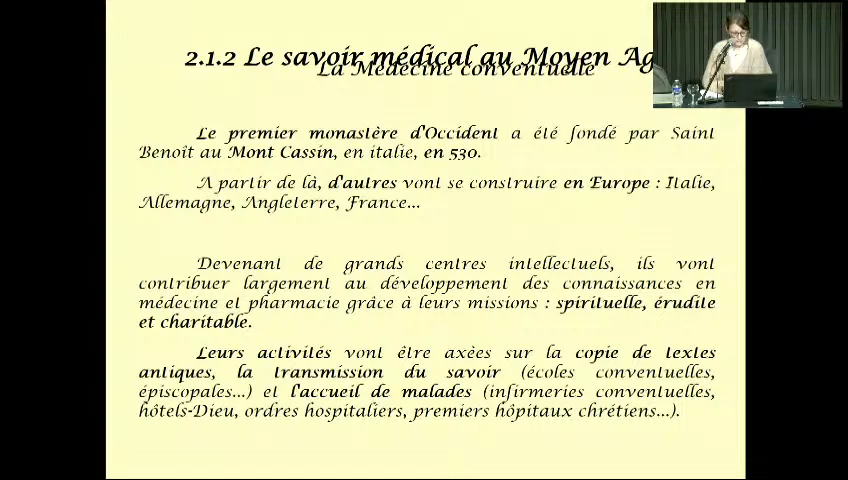 2.1.2 Le savoir médical au Moyen Ag
La Médecine conventuelle
Le premier monastère d'Occident a été fondé par Saint
Benoît au Mont Cassin, en italie, en 530.
A partir de là, d'autres vont se construire en Europe : Italie,
Allemagne, Angleterre, France...
Devenant de grands centres intellectuels, ils vont
contribuer largement au développement des connaissances en
médecine et pharmacie grâce à leurs missions : spirituelle, érudite
et charitable.
Leurs activités vont être axées sur la copie de textes
antiques, la transmission du savoir (écoles conventuelles,
épiscopales...) et l'accueil de malades (infirmeries conventuelles,
hôtels-Dieu, ordres hospitaliers, premiers hôpitaux chrétiens...).